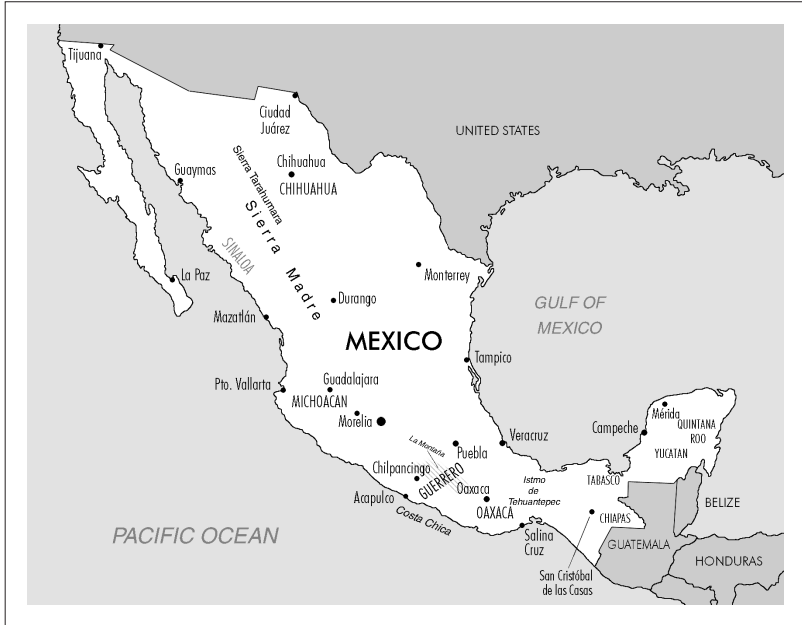 Tijuana
Ciudad
Juárez
UNITED STATES
Chihuahua
CHIHUAHUA
Sierra Tarahumara
Guaymas
Sierra Madre
SINALOA
La Paz
Monterrey
Durango
GULF OF
MEXICO
Mazatlán
MEXICO
Tampico
Pto. Vallarta
Guadalajara
MICHOACAN
Morelia
Mérida
Campeche
QUINTANA
ROO
YUCATAN
Veracruz
La Montaña
Puebla
Chilpancingo
GUERRERO
Oaxaca
OAXACA
Istmo
de
Tehuantepec
TABASCO
Acapulco
Costa Chica
BELIZE
CHIAPAS
PACIFIC OCEAN
Salina
Cruz
GUATEMALA
HONDURAS
San Cristóbal
de las Casas